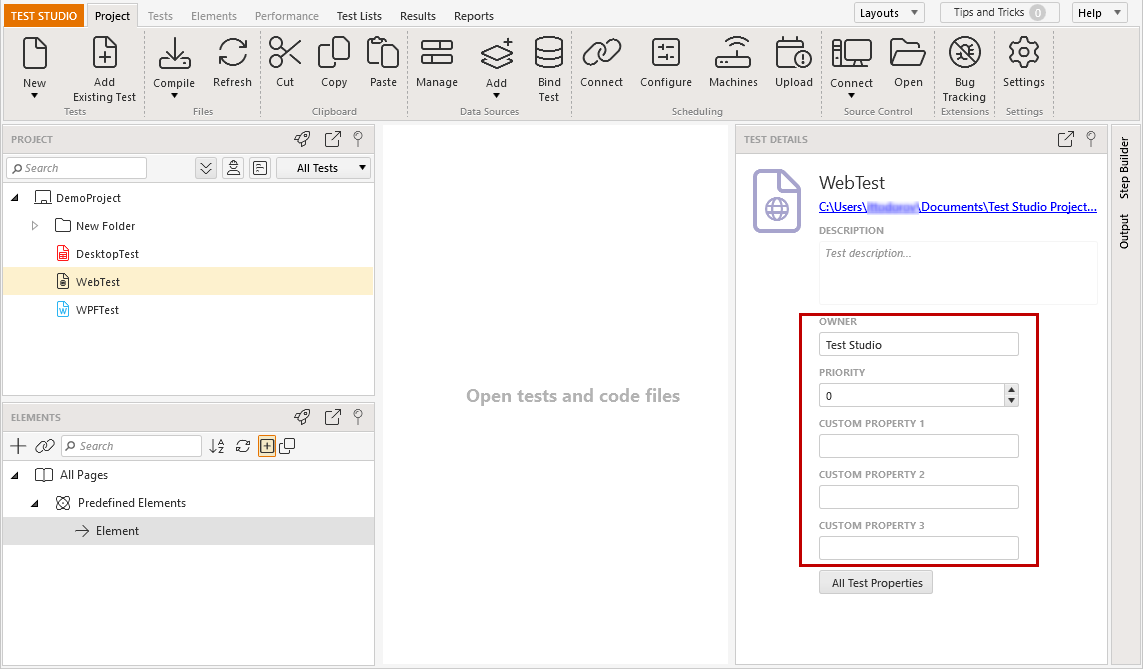 TEST STUDIO Project Tests Elements Performance Test Lists Results Reports Layouts Tips and Tricks 0 Help
New Add Existing Test Compile Refresh Cut Copy Paste Manage Add Bind Test Connect Configure Machines Upload Connect Open Bug Tracking Settings
Tests Files Clipboard Data Sources Scheduling Source Control Extensions Settings
PROJECT
Search All Tests
DemoProject
New Folder
DesktopTest
WebTest
WPFTest
ELEMENTS
Search
All Pages
Predefined Elements
Element
Open tests and code files
TEST DETAILS
WebTest
C:\Users\ \Documents\Test Studio Project...
DESCRIPTION
Test description...
OWNER
Test Studio
PRIORITY
0
CUSTOM PROPERTY 1
CUSTOM PROPERTY 2
CUSTOM PROPERTY 3
All Test Properties
Step Builder
Output